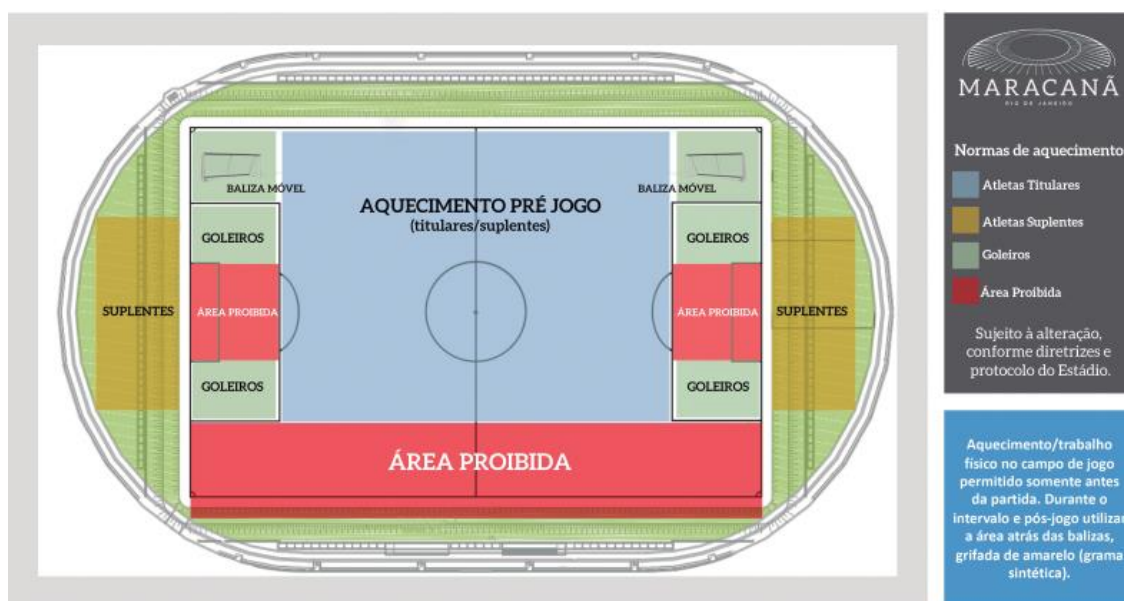 BALIZA MÓVEL
BALIZA MÓVEL
AQUECIMENTO PRÉ JOGO
(titulares/suplentes)
GOLEIROS
GOLEIROS
SUPLENTES
ÁREA PROIBIDA
ÁREA PROIBIDA
SUPLENTES
GOLEIROS
GOLEIROS
ÁREA PROIBIDA
MARACANÃ
RIO DE JANEIRO
Normas de aquecimento
Atletas Titulares
Atletas Suplentes
Goleiros
Área Proibida
Sujeito à alteração,
conforme diretrizes e
protocolo do Estádio.
Aquecimento/trabalho
físico no campo de jogo
permitido somente antes
da partida. Durante o
intervalo e pós-jogo utilizar
a área atrás das balizas,
grifada de amarelo (grama
sintética).